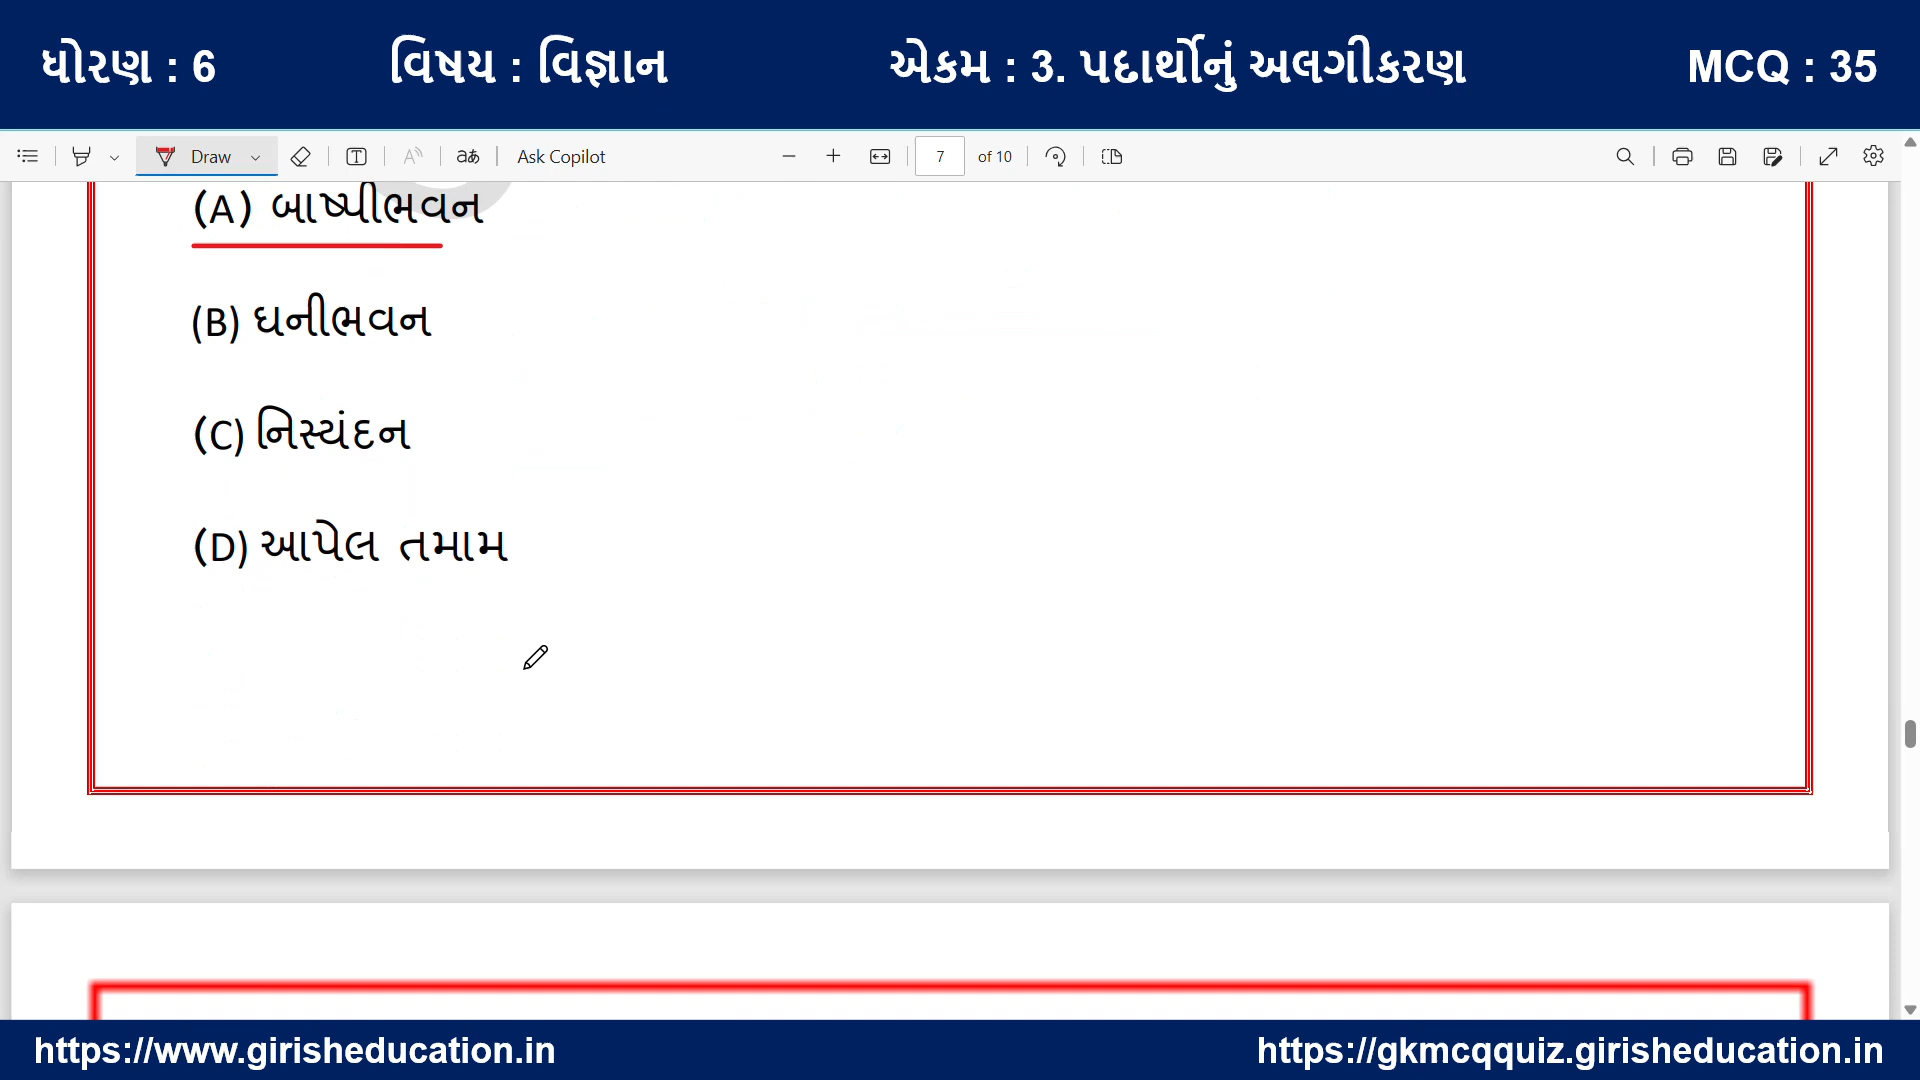 ધોરણ : 6 વિષય : વિજ્ઞાન એકમ : 3. પદાર્થોનું અલગીકરણ MCQ : 35
Draw Ask Copilot 7 of 10
(A) બાષ્પીભવન
(B) ઘનીભવન
(C) નિસ્યંદન
(D) આપેલ તમામ
https://www.girisheducation.in https://gkmcqquiz.girisheducation.in